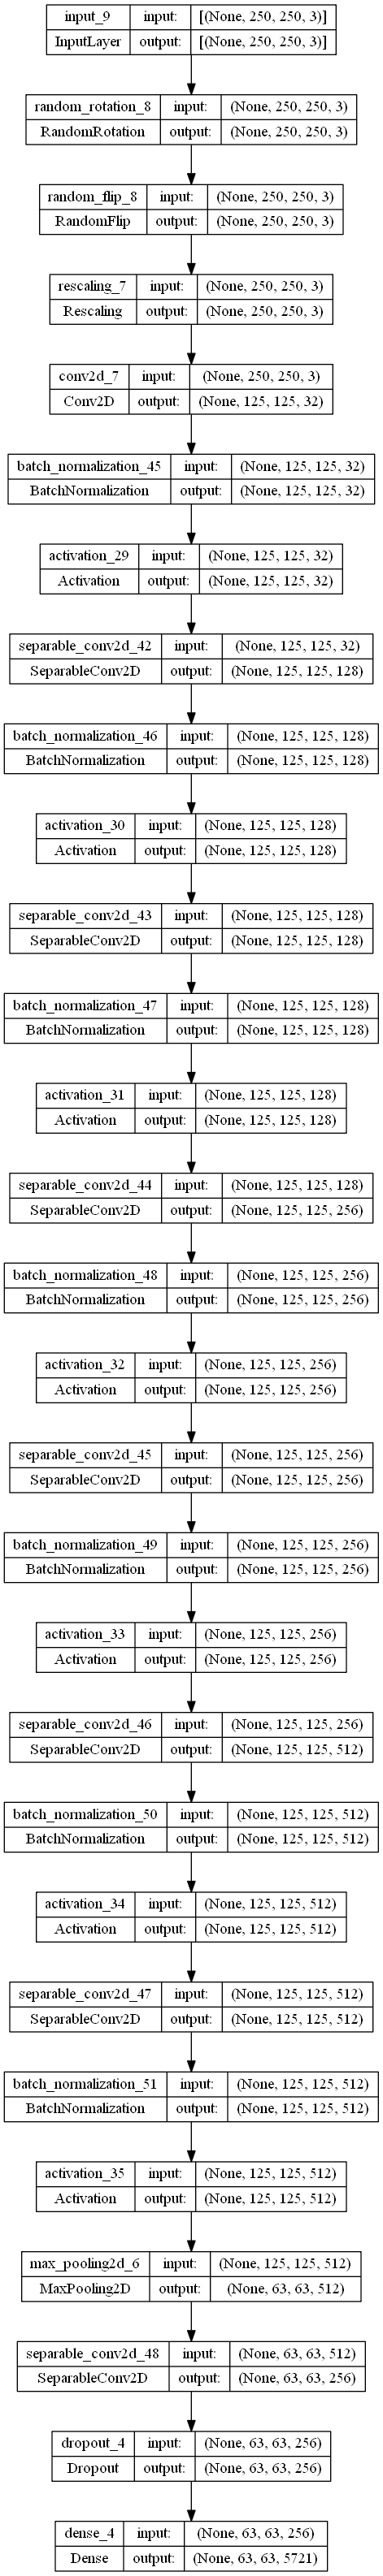 input_9 input: [(None, 250, 250, 3)]
InputLayer output: [(None, 250, 250, 3)]
random_rotation_8 input: (None, 250, 250, 3)
RandomRotation output: (None, 250, 250, 3)
random_flip_8 input: (None, 250, 250, 3)
RandomFlip output: (None, 250, 250, 3)
rescaling_7 input: (None, 250, 250, 3)
Rescaling output: (None, 250, 250, 3)
conv2d_7 input: (None, 250, 250, 3)
Conv2D output: (None, 125, 125, 32)
batch_normalization_45 input: (None, 125, 125, 32)
BatchNormalization output: (None, 125, 125, 32)
activation_29 input: (None, 125, 125, 32)
Activation output: (None, 125, 125, 32)
separable_conv2d_42 input: (None, 125, 125, 32)
SeparableConv2D output: (None, 125, 125, 128)
batch_normalization_46 input: (None, 125, 125, 128)
BatchNormalization output: (None, 125, 125, 128)
activation_30 input: (None, 125, 125, 128)
Activation output: (None, 125, 125, 128)
separable_conv2d_43 input: (None, 125, 125, 128)
SeparableConv2D output: (None, 125, 125, 128)
batch_normalization_47 input: (None, 125, 125, 128)
BatchNormalization output: (None, 125, 125, 128)
activation_31 input: (None, 125, 125, 128)
Activation output: (None, 125, 125, 128)
separable_conv2d_44 input: (None, 125, 125, 128)
SeparableConv2D output: (None, 125, 125, 256)
batch_normalization_48 input: (None, 125, 125, 256)
BatchNormalization output: (None, 125, 125, 256)
activation_32 input: (None, 125, 125, 256)
Activation output: (None, 125, 125, 256)
separable_conv2d_45 input: (None, 125, 125, 256)
SeparableConv2D output: (None, 125, 125, 256)
batch_normalization_49 input: (None, 125, 125, 256)
BatchNormalization output: (None, 125, 125, 256)
activation_33 input: (None, 125, 125, 256)
Activation output: (None, 125, 125, 256)
separable_conv2d_46 input: (None, 125, 125, 256)
SeparableConv2D output: (None, 125, 125, 512)
batch_normalization_50 input: (None, 125, 125, 512)
BatchNormalization output: (None, 125, 125, 512)
activation_34 input: (None, 125, 125, 512)
Activation output: (None, 125, 125, 512)
separable_conv2d_47 input: (None, 125, 125, 512)
SeparableConv2D output: (None, 125, 125, 512)
batch_normalization_51 input: (None, 125, 125, 512)
BatchNormalization output: (None, 125, 125, 512)
activation_35 input: (None, 125, 125, 512)
Activation output: (None, 125, 125, 512)
max_pooling2d_6 input: (None, 125, 125, 512)
MaxPooling2D output: (None, 63, 63, 512)
separable_conv2d_48 input: (None, 63, 63, 512)
SeparableConv2D output: (None, 63, 63, 256)
dropout_4 input: (None, 63, 63, 256)
Dropout output: (None, 63, 63, 256)
dense_4 input: (None, 63, 63, 256)
Dense output: (None, 63, 63, 5721)